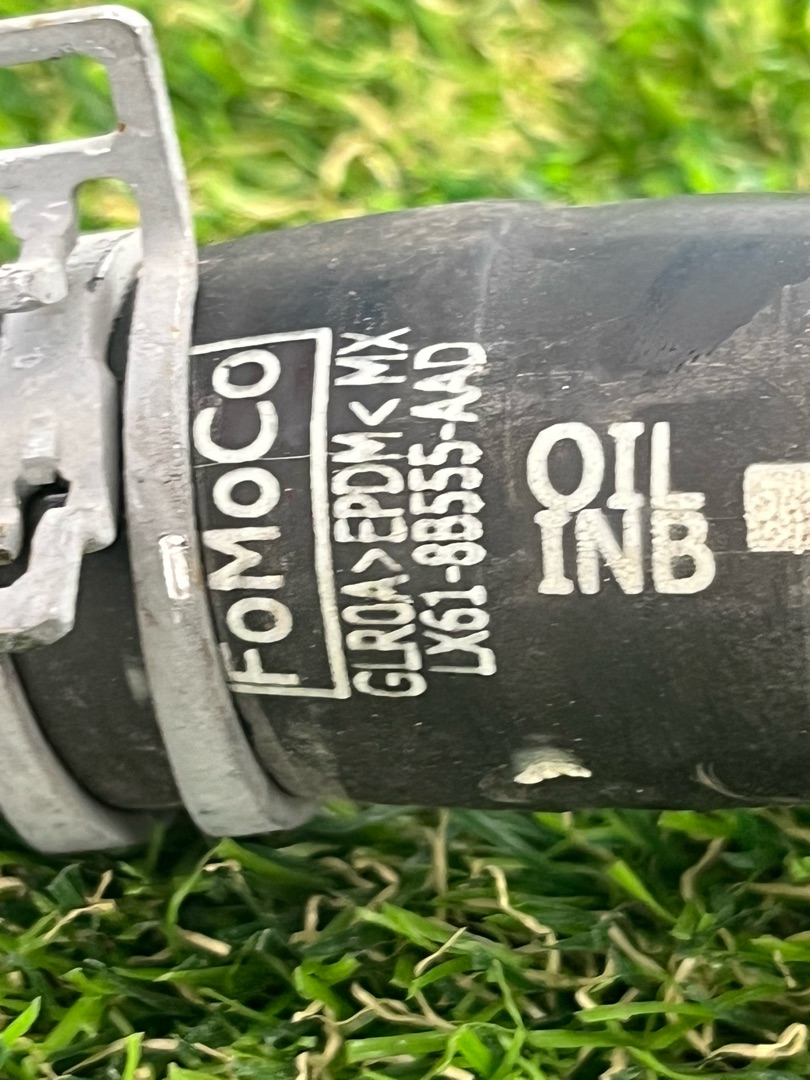 FoMoCo
GLR0A>EPDM< MX
LX61-8B555-AAD
OIL
INB